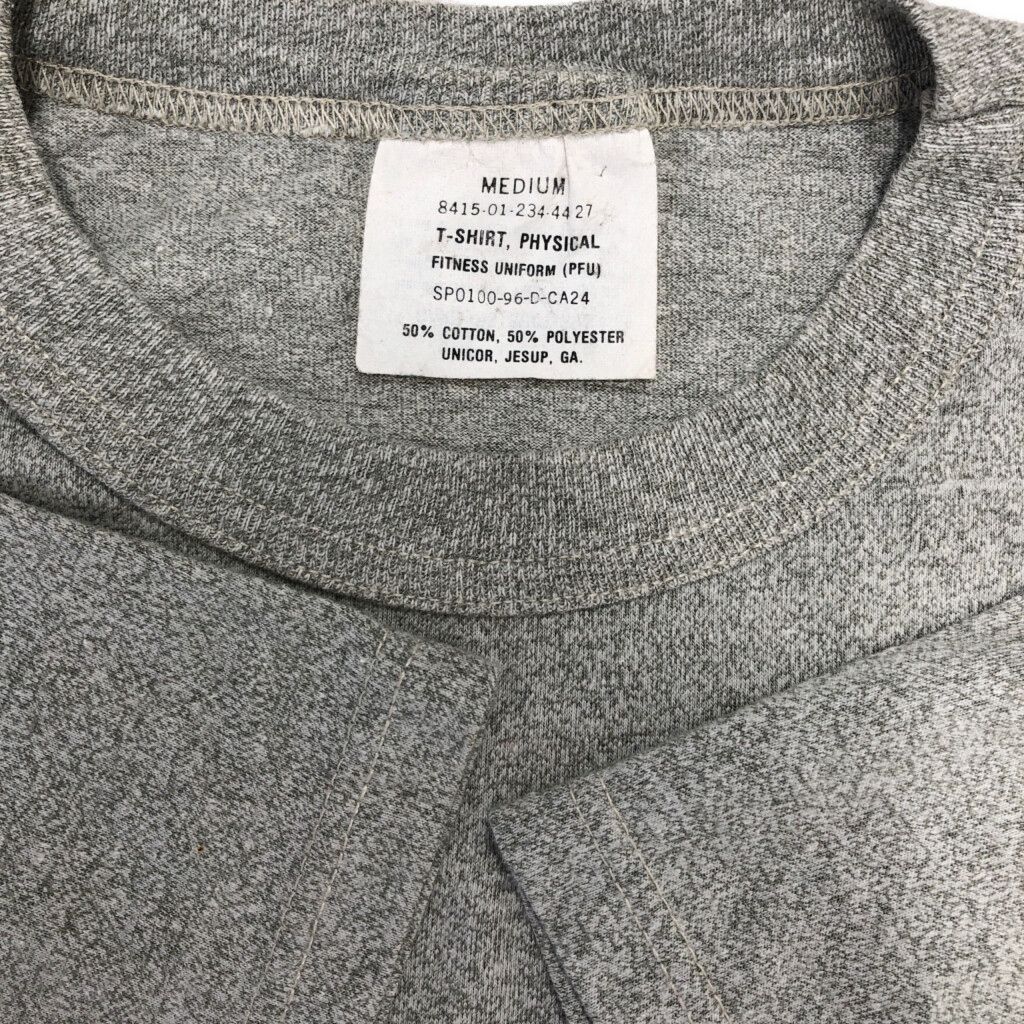 MEDIUM
8415-01-234-4427
T-SHIRT, PHYSICAL
FITNESS UNIFORM (PFU)
SPO100-96-D-CA24
50% COTTON, 50% POLYESTER
UNICOR, JESUP, GA.